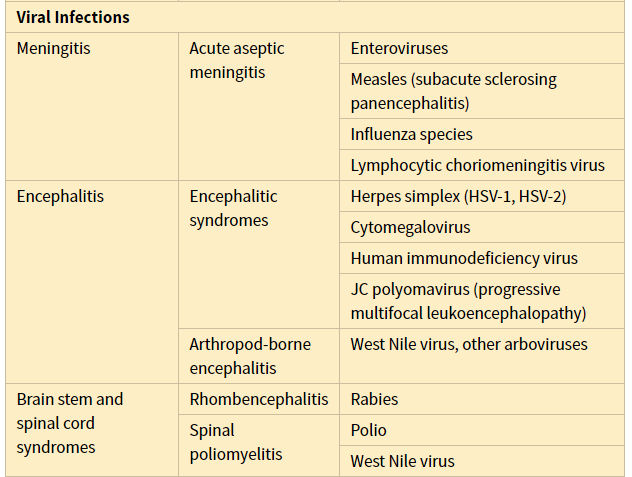 Viral Infections
Meningitis
Acute aseptic
meningitis
Enteroviruses
Measles (subacute sclerosing
panencephalitis)
Influenza species
Lymphocytic choriomeningitis virus
Encephalitis
Encephalitic
syndromes
Herpes simplex (HSV-1, HSV-2)
Cytomegalovirus
Human immunodeficiency virus
JC polyomavirus (progressive
multifocal leukoencephalopathy)
Arthropod-borne
encephalitis
West Nile virus, other arboviruses
Brain stem and
spinal cord
syndromes
Rhombencephalitis
Rabies
Spinal
poliomyelitis
Polio
West Nile virus